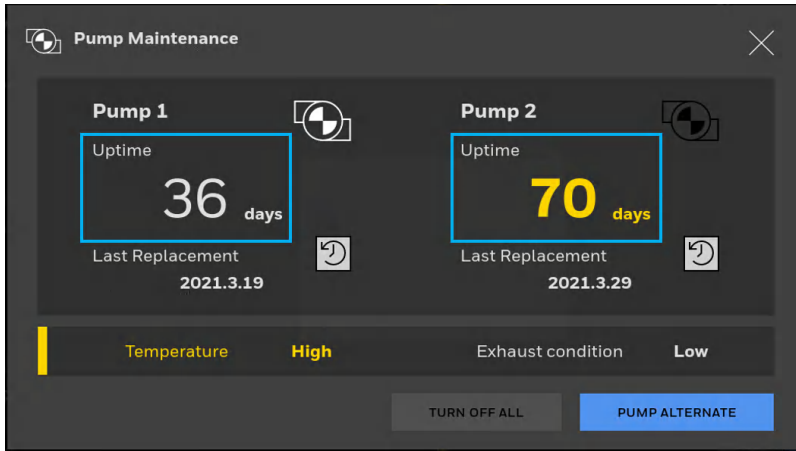 Pump Maintenance
Pump 1
Uptime
36 days
Last Replacement
2021.3.19
Pump 2
Uptime
70 days
Last Replacement
2021.3.29
Temperature High
Exhaust condition Low
TURN OFF ALL
PUMP ALTERNATE